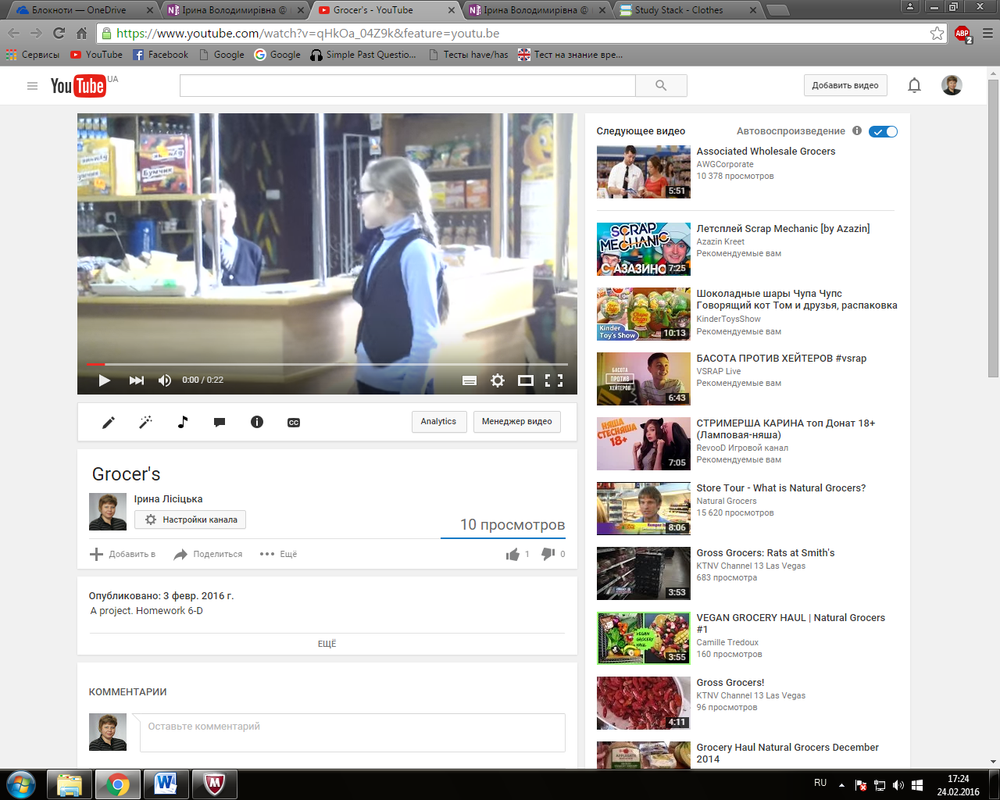 Блокноти — OneDrive
Ірина Володимирівна @
Grocer's - YouTube
Ірина Володимирівна @
Study Stack - Clothes
https://www.youtube.com/watch?v=qHkOa_04Z9k&feature=youtu.be
ABP
2
Сервисы
YouTube
Facebook
Google
Google
Simple Past Questio...
Тесты have/has
Тест на знание вре...
YouTube UA
Добавить видео
Бумчик
0:00 / 0:22
Analytics
Менеджер видео
Grocer's
Ірина Лісіцька
Настройки канала
10 просмотров
Добавить в
Поделиться
Ещё
1
0
Опубликовано: 3 февр. 2016 г.
A project. Homework 6-D
ЕЩЁ
КОММЕНТАРИИ
Оставьте комментарий
Следующее видео
Автовоспроизведение
5:51
Associated Wholesale Grocers
AWGCorporate
10 378 просмотров
SCRAP
MECHANIC
С АЗАЗИНО
7:25
Летсплей Scrap Mechanic [by Azazin]
Azazin Kreet
Рекомендуемые вам
Chupa Chups
Kinder
Toy's Show
10:13
Шоколадные шары Чупа Чупс
Говорящий кот Том и друзья, распаковка
KinderToysShow
Рекомендуемые вам
БАСОТА
ПРОТИВ
ХЕЙТЕРОВ
6:43
БАСОТА ПРОТИВ ХЕЙТЕРОВ #vsrap
VSRAP Live
Рекомендуемые вам
НЯША
СТЕСНЯША
18+
7:05
СТРИМЕРША КАРИНА топ Донат 18+
(Ламповая-няша)
RevooD Игровой канал
Рекомендуемые вам
8:06
Store Tour - What is Natural Grocers?
Natural Grocers
15 620 просмотров
3:53
Gross Grocers: Rats at Smith's
KTNV Channel 13 Las Vegas
683 просмотра
VEGAN
GROCERY
HAUL
3:55
VEGAN GROCERY HAUL | Natural Grocers
#1
Camille Tredoux
160 просмотров
4:11
Gross Grocers!
KTNV Channel 13 Las Vegas
96 просмотров
Grocery Haul Natural Grocers December
2014
RU
17:24
24.02.2016